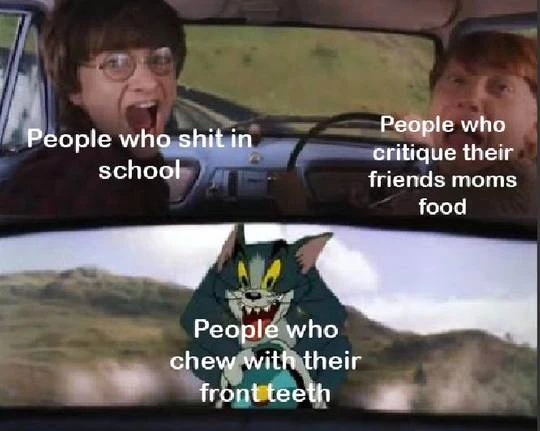 People who shit in
school
People who
critique their
friends moms
food
People who
chew with their
front teeth